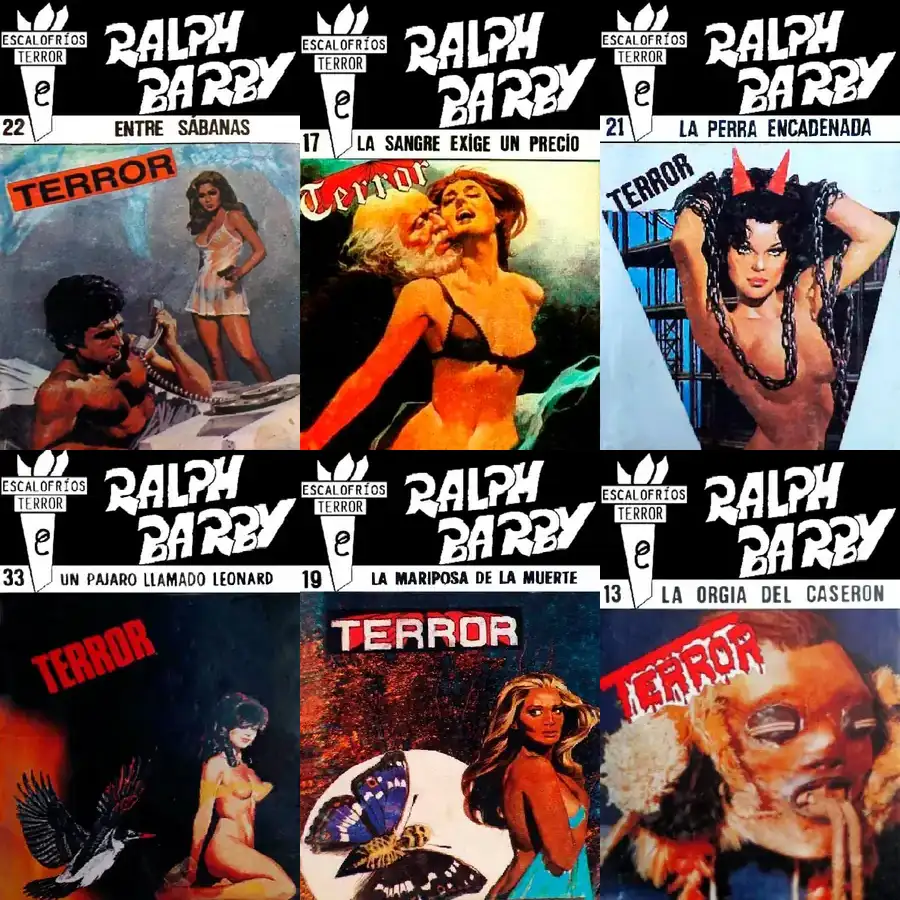 ESCALOFRÍOS
TERROR
e
RALPH
BARBY
22
ENTRE SÁBANAS
TERROR
ESCALOFRÍOS
TERROR
e
RALPH
BARBY
17
LA SANGRE EXIGE UN PRECIO
Terror
ESCALOFRÍOS
TERROR
e
RALPH
BARBY
21
LA PERRA ENCADENADA
TERROR
ESCALOFRÍOS
TERROR
e
RALPH
BARBY
33
UN PAJARO LLAMADO LEONARD
TERROR
ESCALOFRÍOS
TERROR
e
RALPH
BARBY
19
LA MARIPOSA DE LA MUERTE
TERROR
ESCALOFRÍOS
TERROR
e
RALPH
BARBY
13
LA ORGIA DEL CASERON
TERROR